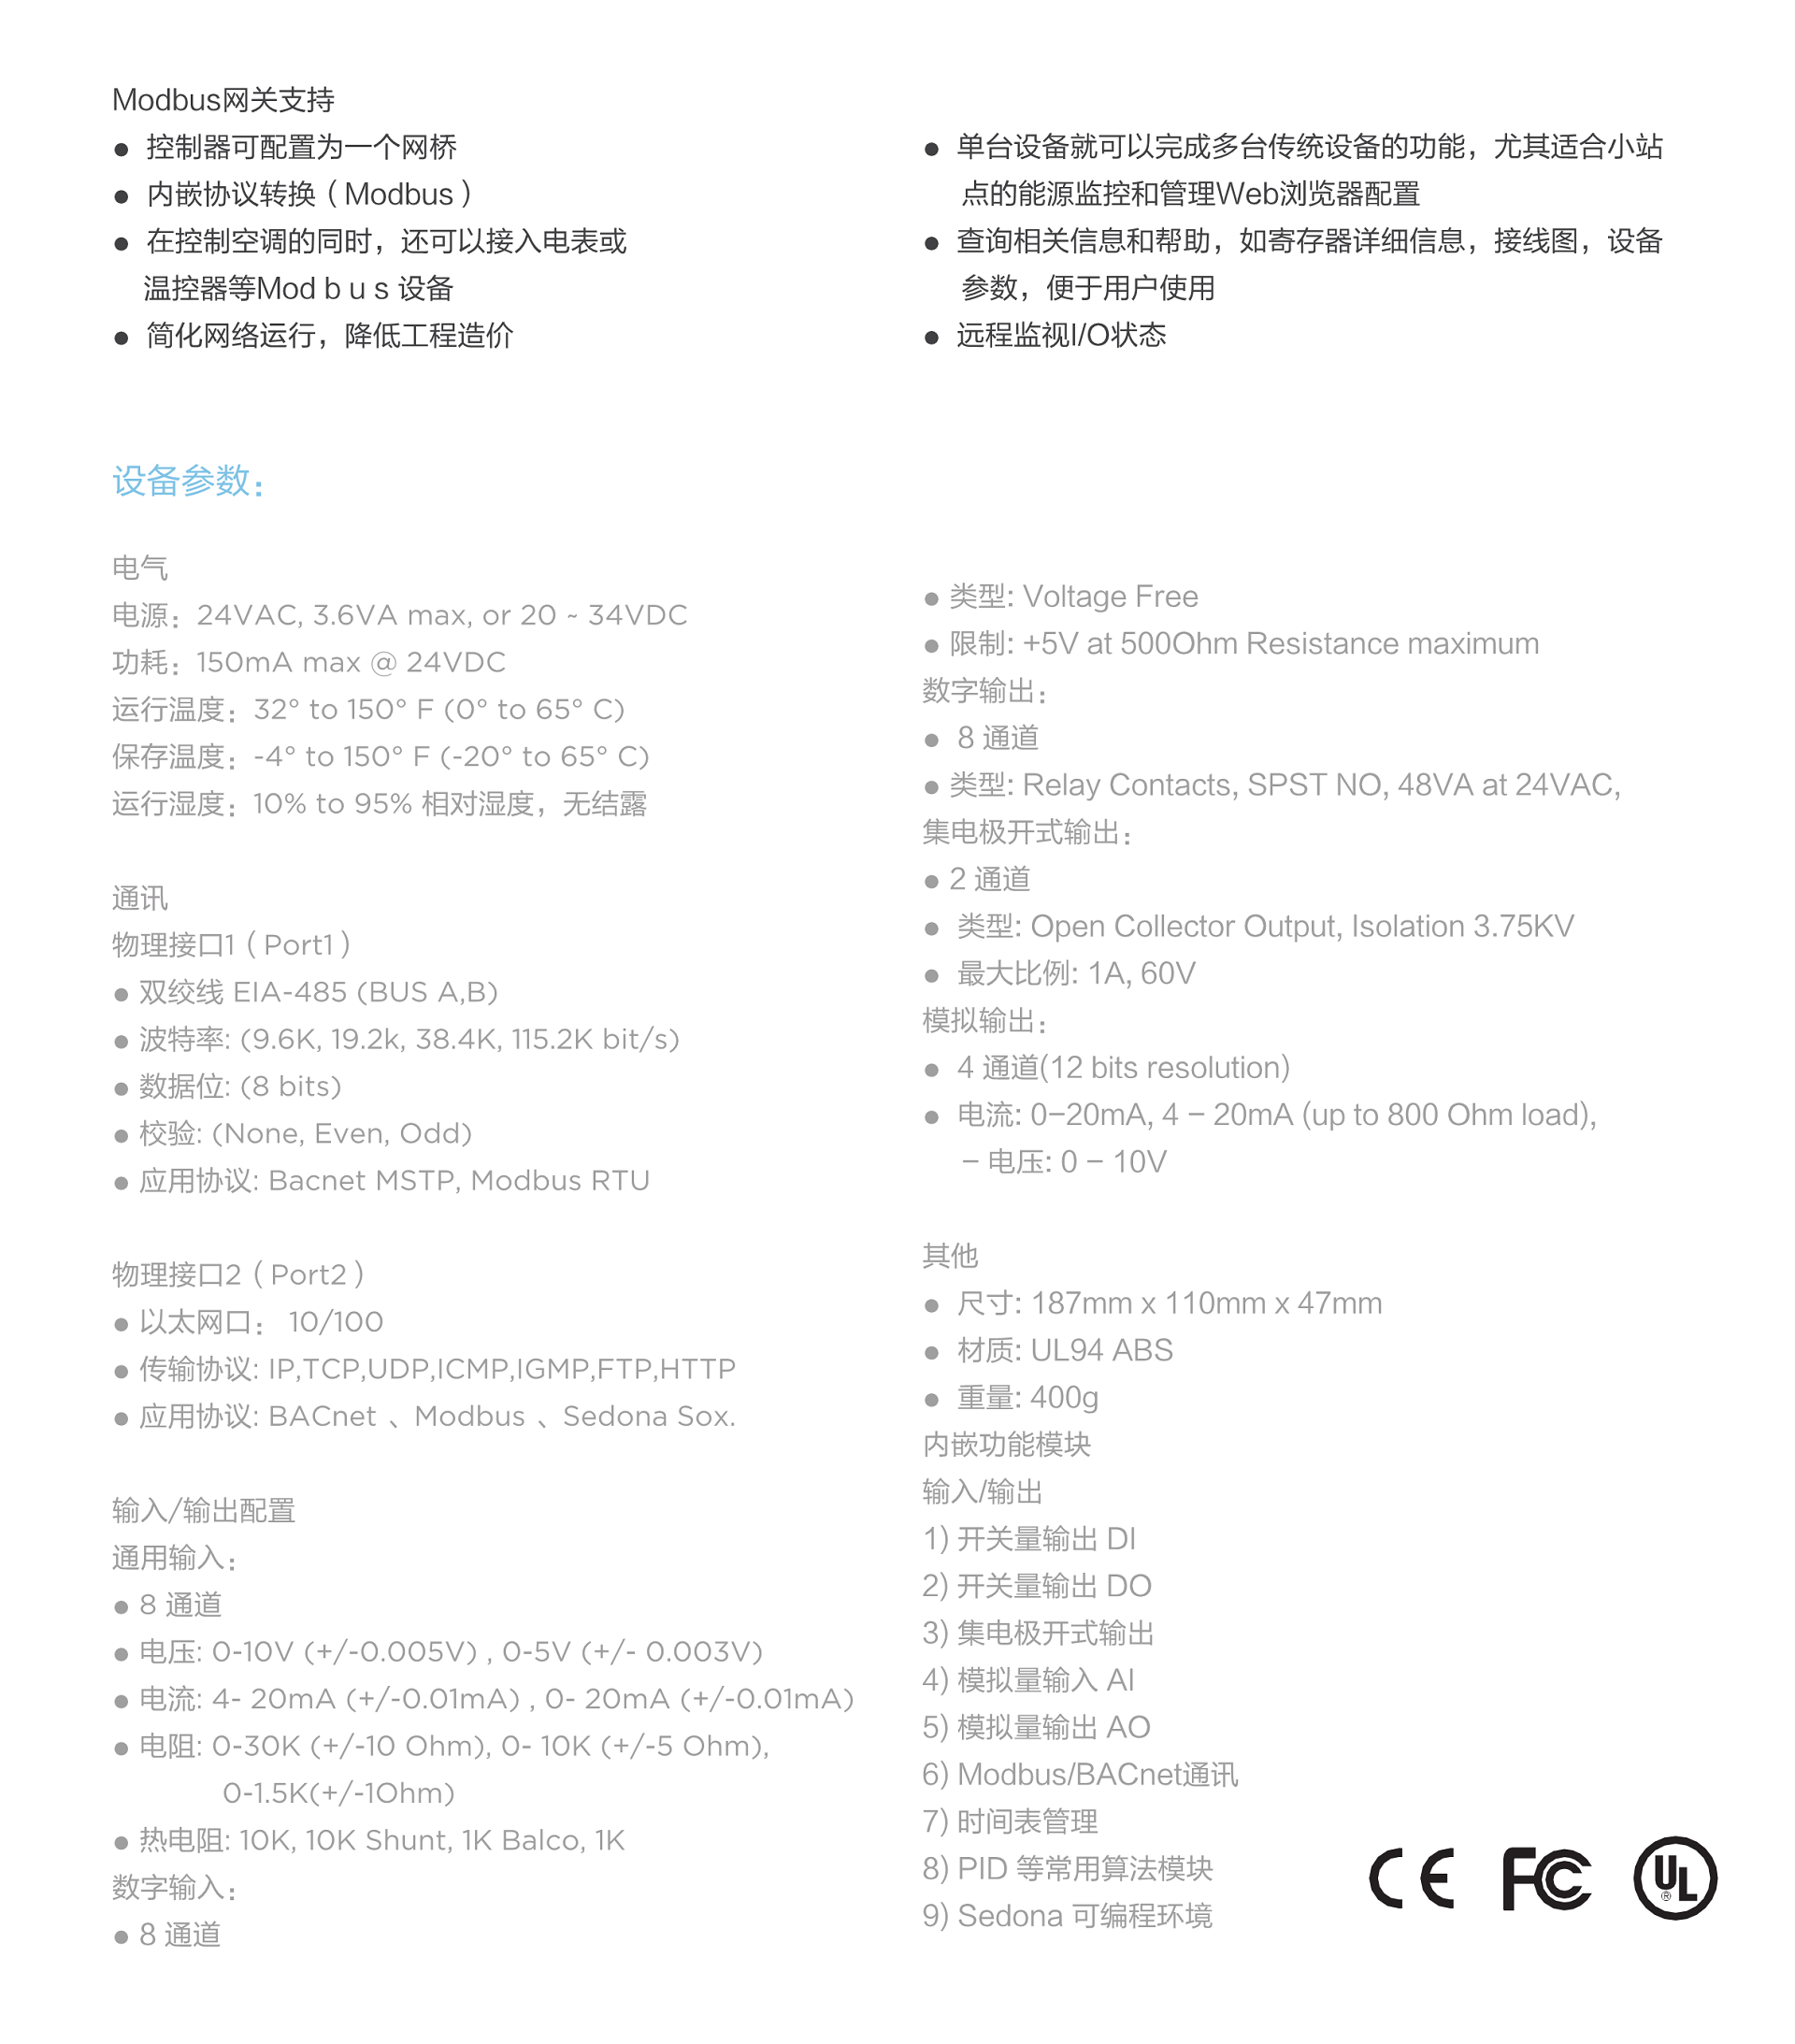 Modbus网关支持
● 控制器可配置为一个网桥
● 内嵌协议转换（Modbus）
● 在控制空调的同时，还可以接入电表或
温控器等Mod b u s 设备
● 简化网络运行，降低工程造价
● 单台设备就可以完成多台传统设备的功能，尤其适合小站
点的能源监控和管理Web浏览器配置
● 查询相关信息和帮助，如寄存器详细信息，接线图，设备
参数，便于用户使用
● 远程监视I/O状态
设备参数：
电气
电源：24VAC, 3.6VA max, or 20 ~ 34VDC
功耗：150mA max @ 24VDC
运行温度：32° to 150° F (0° to 65° C)
保存温度：-4° to 150° F (-20° to 65° C)
运行湿度：10% to 95% 相对湿度，无结露
通讯
物理接口1（Port1）
● 双绞线 EIA-485 (BUS A,B)
● 波特率: (9.6K, 19.2k, 38.4K, 115.2K bit/s)
● 数据位: (8 bits)
● 校验: (None, Even, Odd)
● 应用协议: Bacnet MSTP, Modbus RTU
物理接口2（Port2）
● 以太网口： 10/100
● 传输协议: IP,TCP,UDP,ICMP,IGMP,FTP,HTTP
● 应用协议: BACnet 、Modbus 、Sedona Sox.
输入/输出配置
通用输入：
● 8 通道
● 电压: 0-10V (+/-0.005V) , 0-5V (+/- 0.003V)
● 电流: 4- 20mA (+/-0.01mA) , 0- 20mA (+/-0.01mA)
● 电阻: 0-30K (+/-10 Ohm), 0- 10K (+/-5 Ohm),
0-1.5K(+/-1Ohm)
● 热电阻: 10K, 10K Shunt, 1K Balco, 1K
数字输入：
● 8 通道
● 类型: Voltage Free
● 限制: +5V at 500Ohm Resistance maximum
数字输出：
● 8 通道
● 类型: Relay Contacts, SPST NO, 48VA at 24VAC,
集电极开式输出：
● 2 通道
● 类型: Open Collector Output, Isolation 3.75KV
● 最大比例: 1A, 60V
模拟输出：
● 4 通道(12 bits resolution)
● 电流: 0–20mA, 4 – 20mA (up to 800 Ohm load),
– 电压: 0 – 10V
其他
● 尺寸: 187mm x 110mm x 47mm
● 材质: UL94 ABS
● 重量: 400g
内嵌功能模块
输入/输出
1) 开关量输出 DI
2) 开关量输出 DO
3) 集电极开式输出
4) 模拟量输入 AI
5) 模拟量输出 AO
6) Modbus/BACnet通讯
7) 时间表管理
8) PID 等常用算法模块
9) Sedona 可编程环境
CE FC UL ®